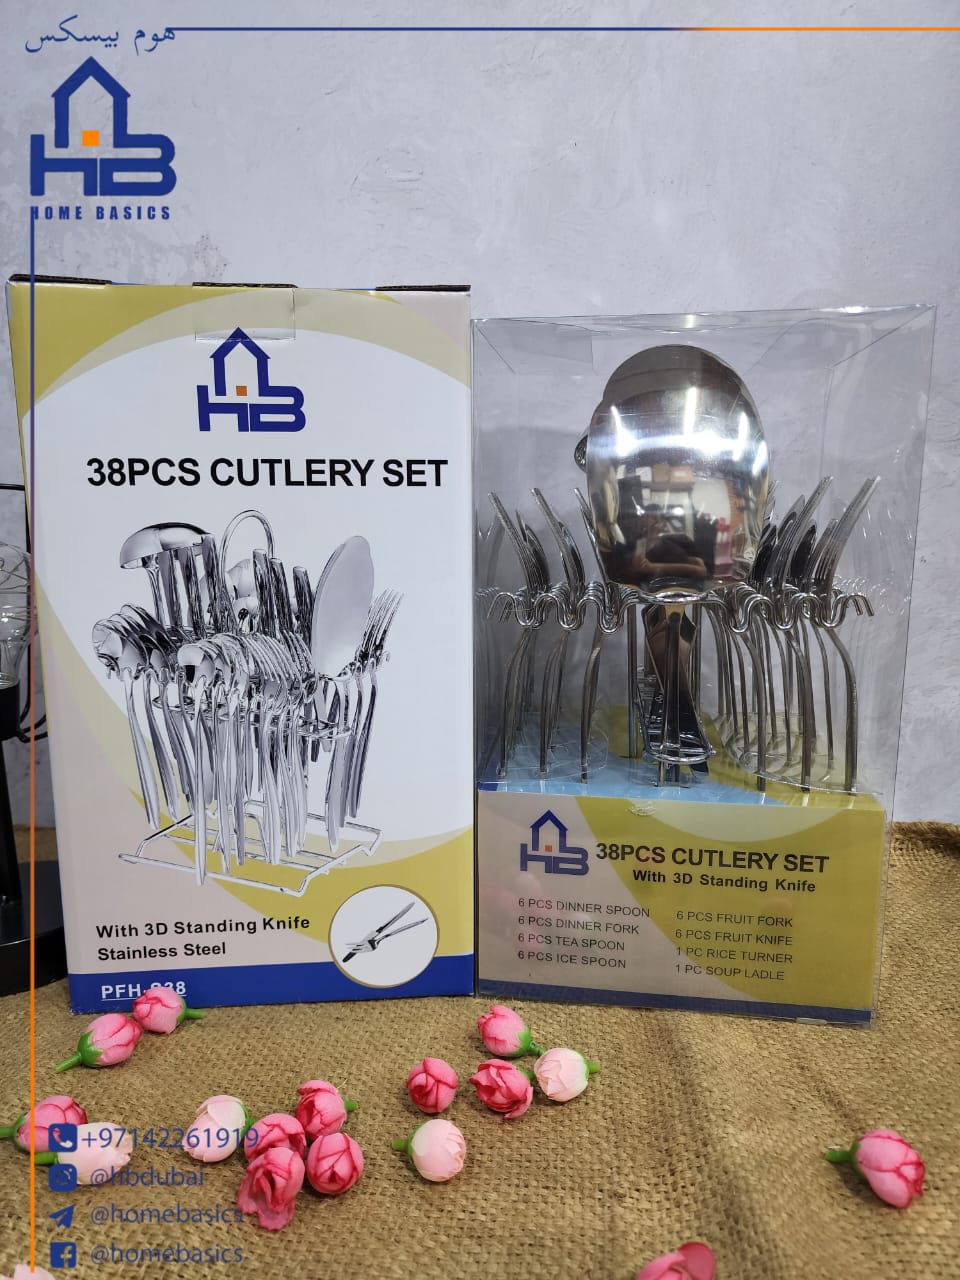 هوم بيسكس
HB
HOME BASICS
HB
38PCS CUTLERY SET
With 3D Standing Knife
Stainless Steel
HB
38PCS CUTLERY SET
With 3D Standing Knife
6 PCS DINNER SPOON
6 PCS DINNER FORK
6 PCS TEA SPOON
6 PCS ICE SPOON
6 PCS FRUIT FORK
6 PCS FRUIT KNIFE
1 PC RICE TURNER
1 PC SOUP LADLE
+97142261919
@hbdubai
@homebasics
@homebasics